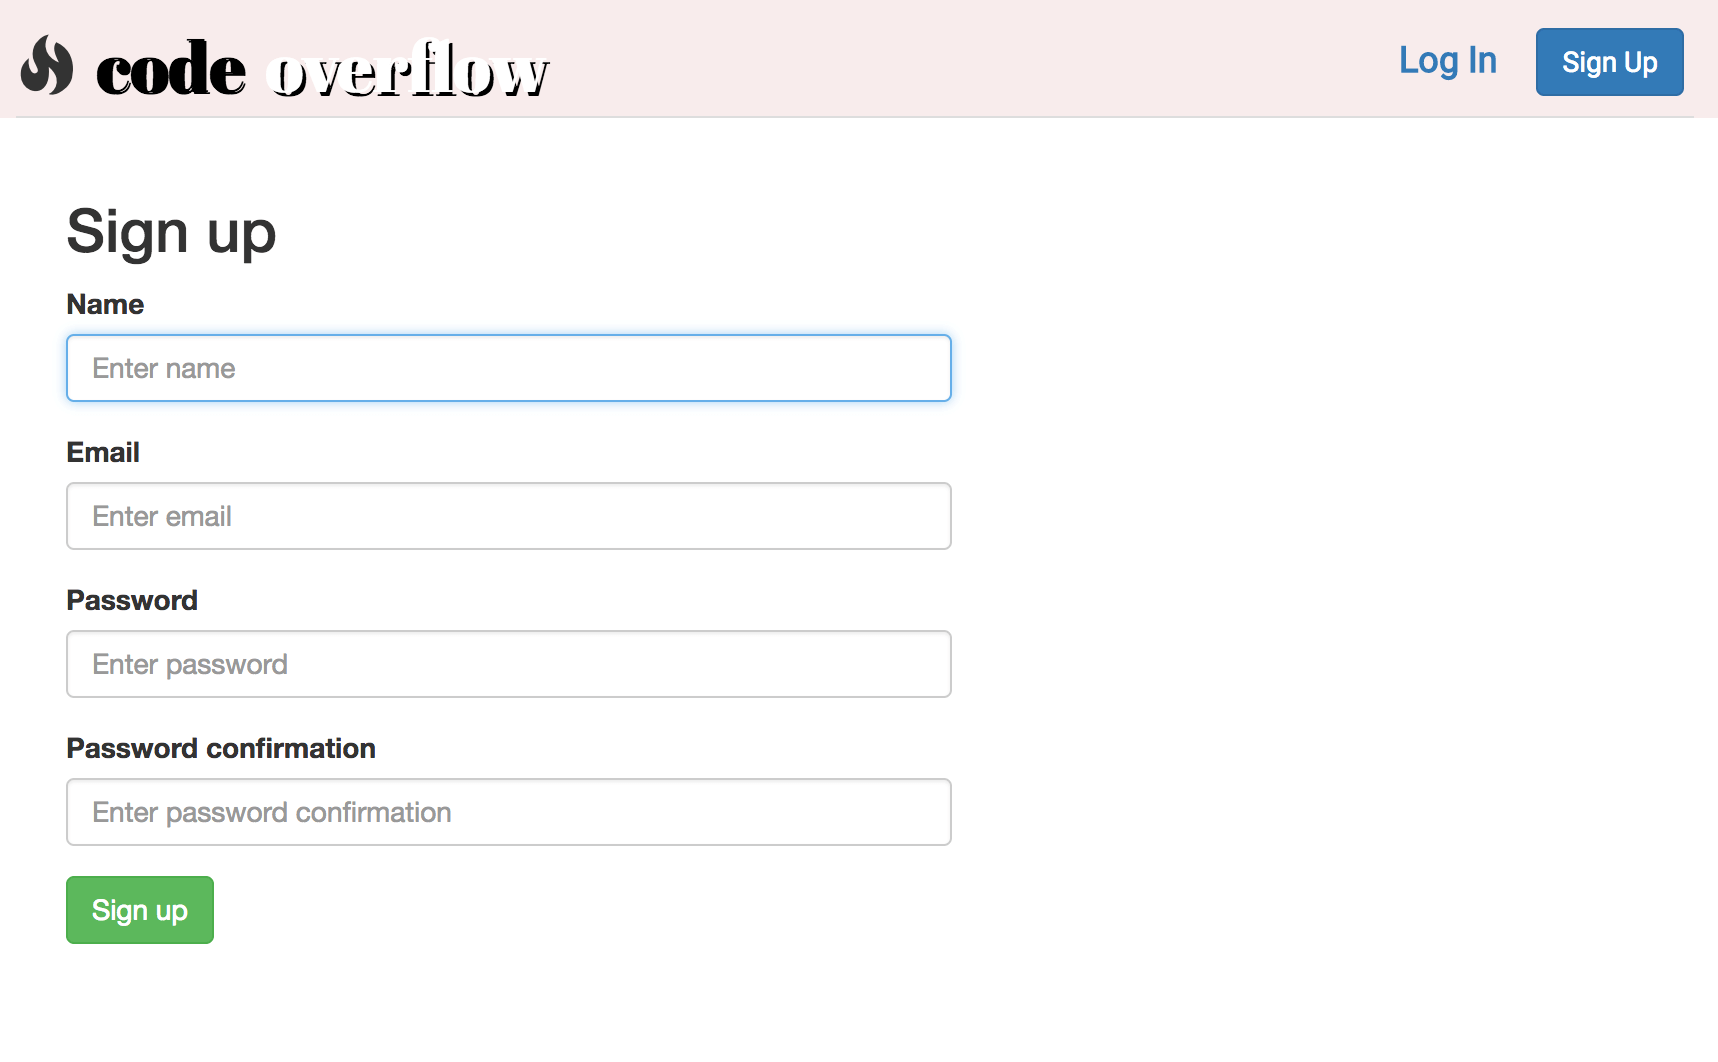 code overflow
Log In
Sign Up
Sign up
Name
Enter name
Email
Enter email
Password
Enter password
Password confirmation
Enter password confirmation
Sign up